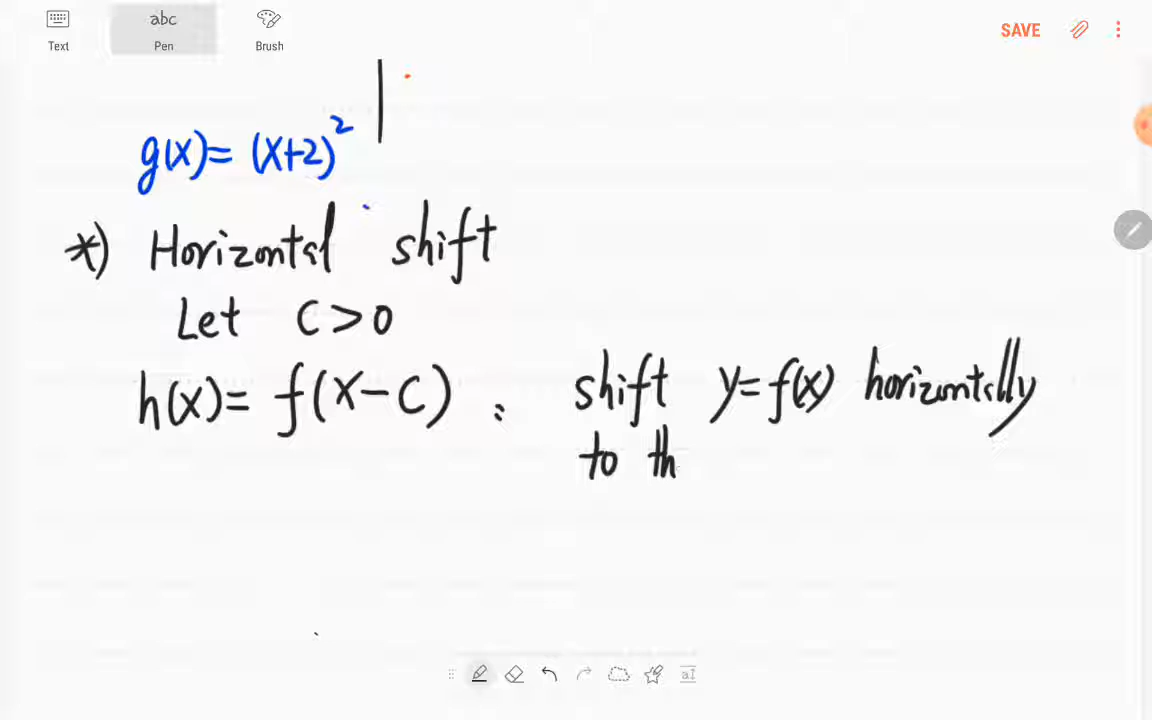 Text
abc
Pen
Brush
SAVE
g(x)= (x+2)²
*) Horizontal shift
Let C>0
h(x)= f(x-c) : shift y=f(x) horizontally
to th